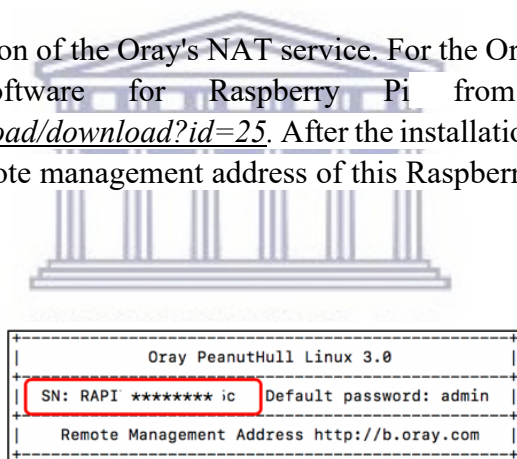 on of the Oray's NAT service. For the Or
ftware for Raspberry Pi from
oad/download?id=25. After the installatio
ote management address of this Raspberr
Oray PeanutHull Linux 3.0
SN: RAPI ******** c Default password: admin
Remote Management Address http://b.oray.com